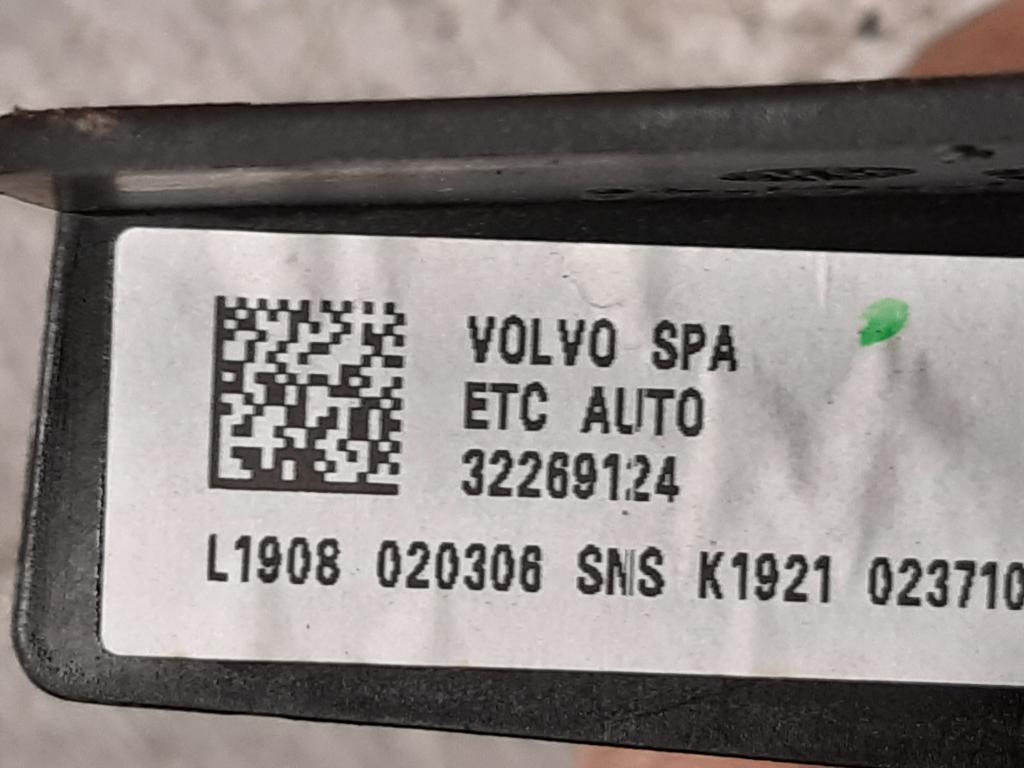 VOLVO SPA
ETC AUTO
32269124
L1908 020306 SNS K1921 023710